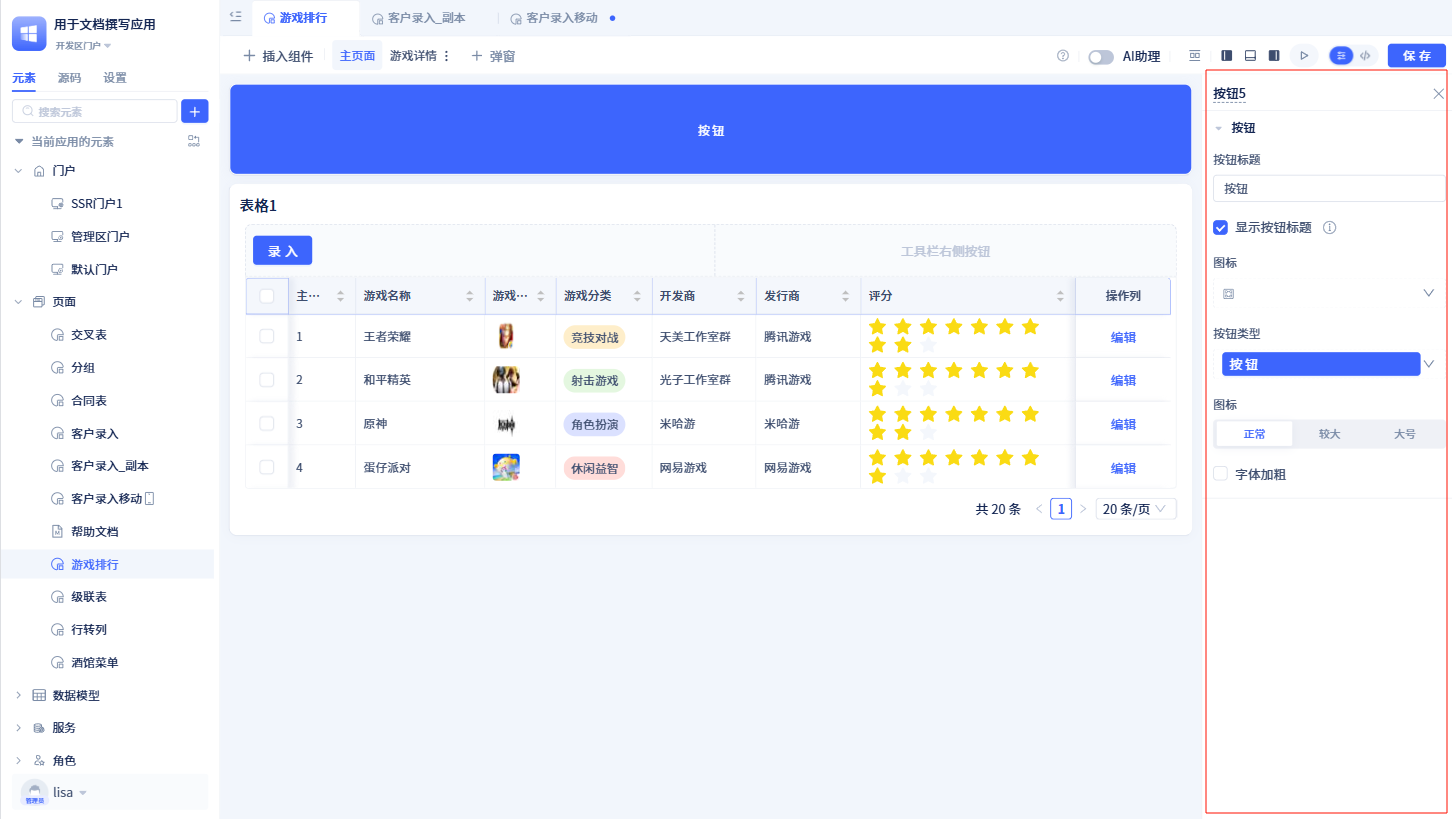 用于文档撰写应用
开发区门户
元素 源码 设置
搜索元素
当前应用的元素
门户
SSR门户1
管理区门户
默认门户
页面
交叉表
分组
合同表
客户录入
客户录入_副本
客户录入移动
帮助文档
游戏排行
级联表
行转列
酒馆菜单
数据模型
服务
角色
管理员
lisa
游戏排行 客户录入_副本 客户录入移动
插入组件 主页面 游戏详情 弹窗 AI助理 保 存
按钮
表格1
录 入 工具栏右侧按钮
主… 游戏名称 游戏… 游戏分类 开发商 发行商 评分 操作列
1 王者荣耀 竞技对战 天美工作室群 腾讯游戏 编辑
2 和平精英 射击游戏 光子工作室群 腾讯游戏 编辑
3 原神 角色扮演 米哈游 米哈游 编辑
4 蛋仔派对 休闲益智 网易游戏 网易游戏 编辑
共 20 条 1 20 条/页
按钮5
按钮
按钮标题
按钮
显示按钮标题
图标
按钮类型
按 钮
图标
正常 较大 大号
字体加粗